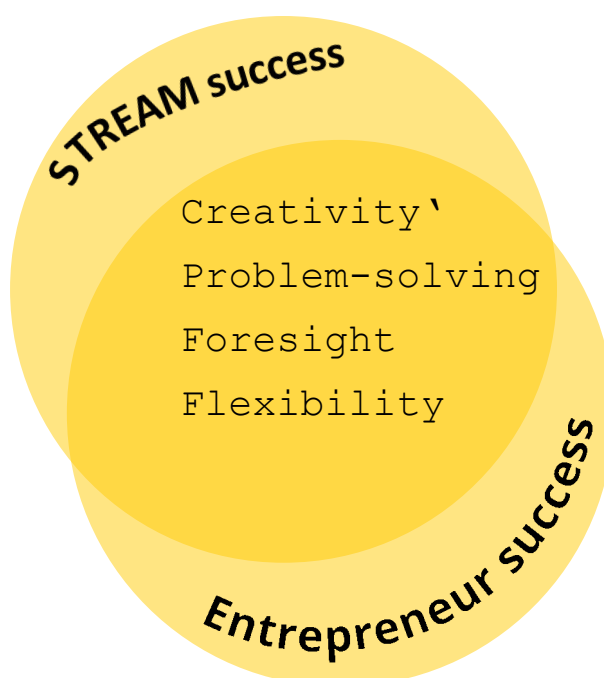 STREAM success
Creativity‘
Problem-solving
Foresight
Flexibility
Entrepreneur success